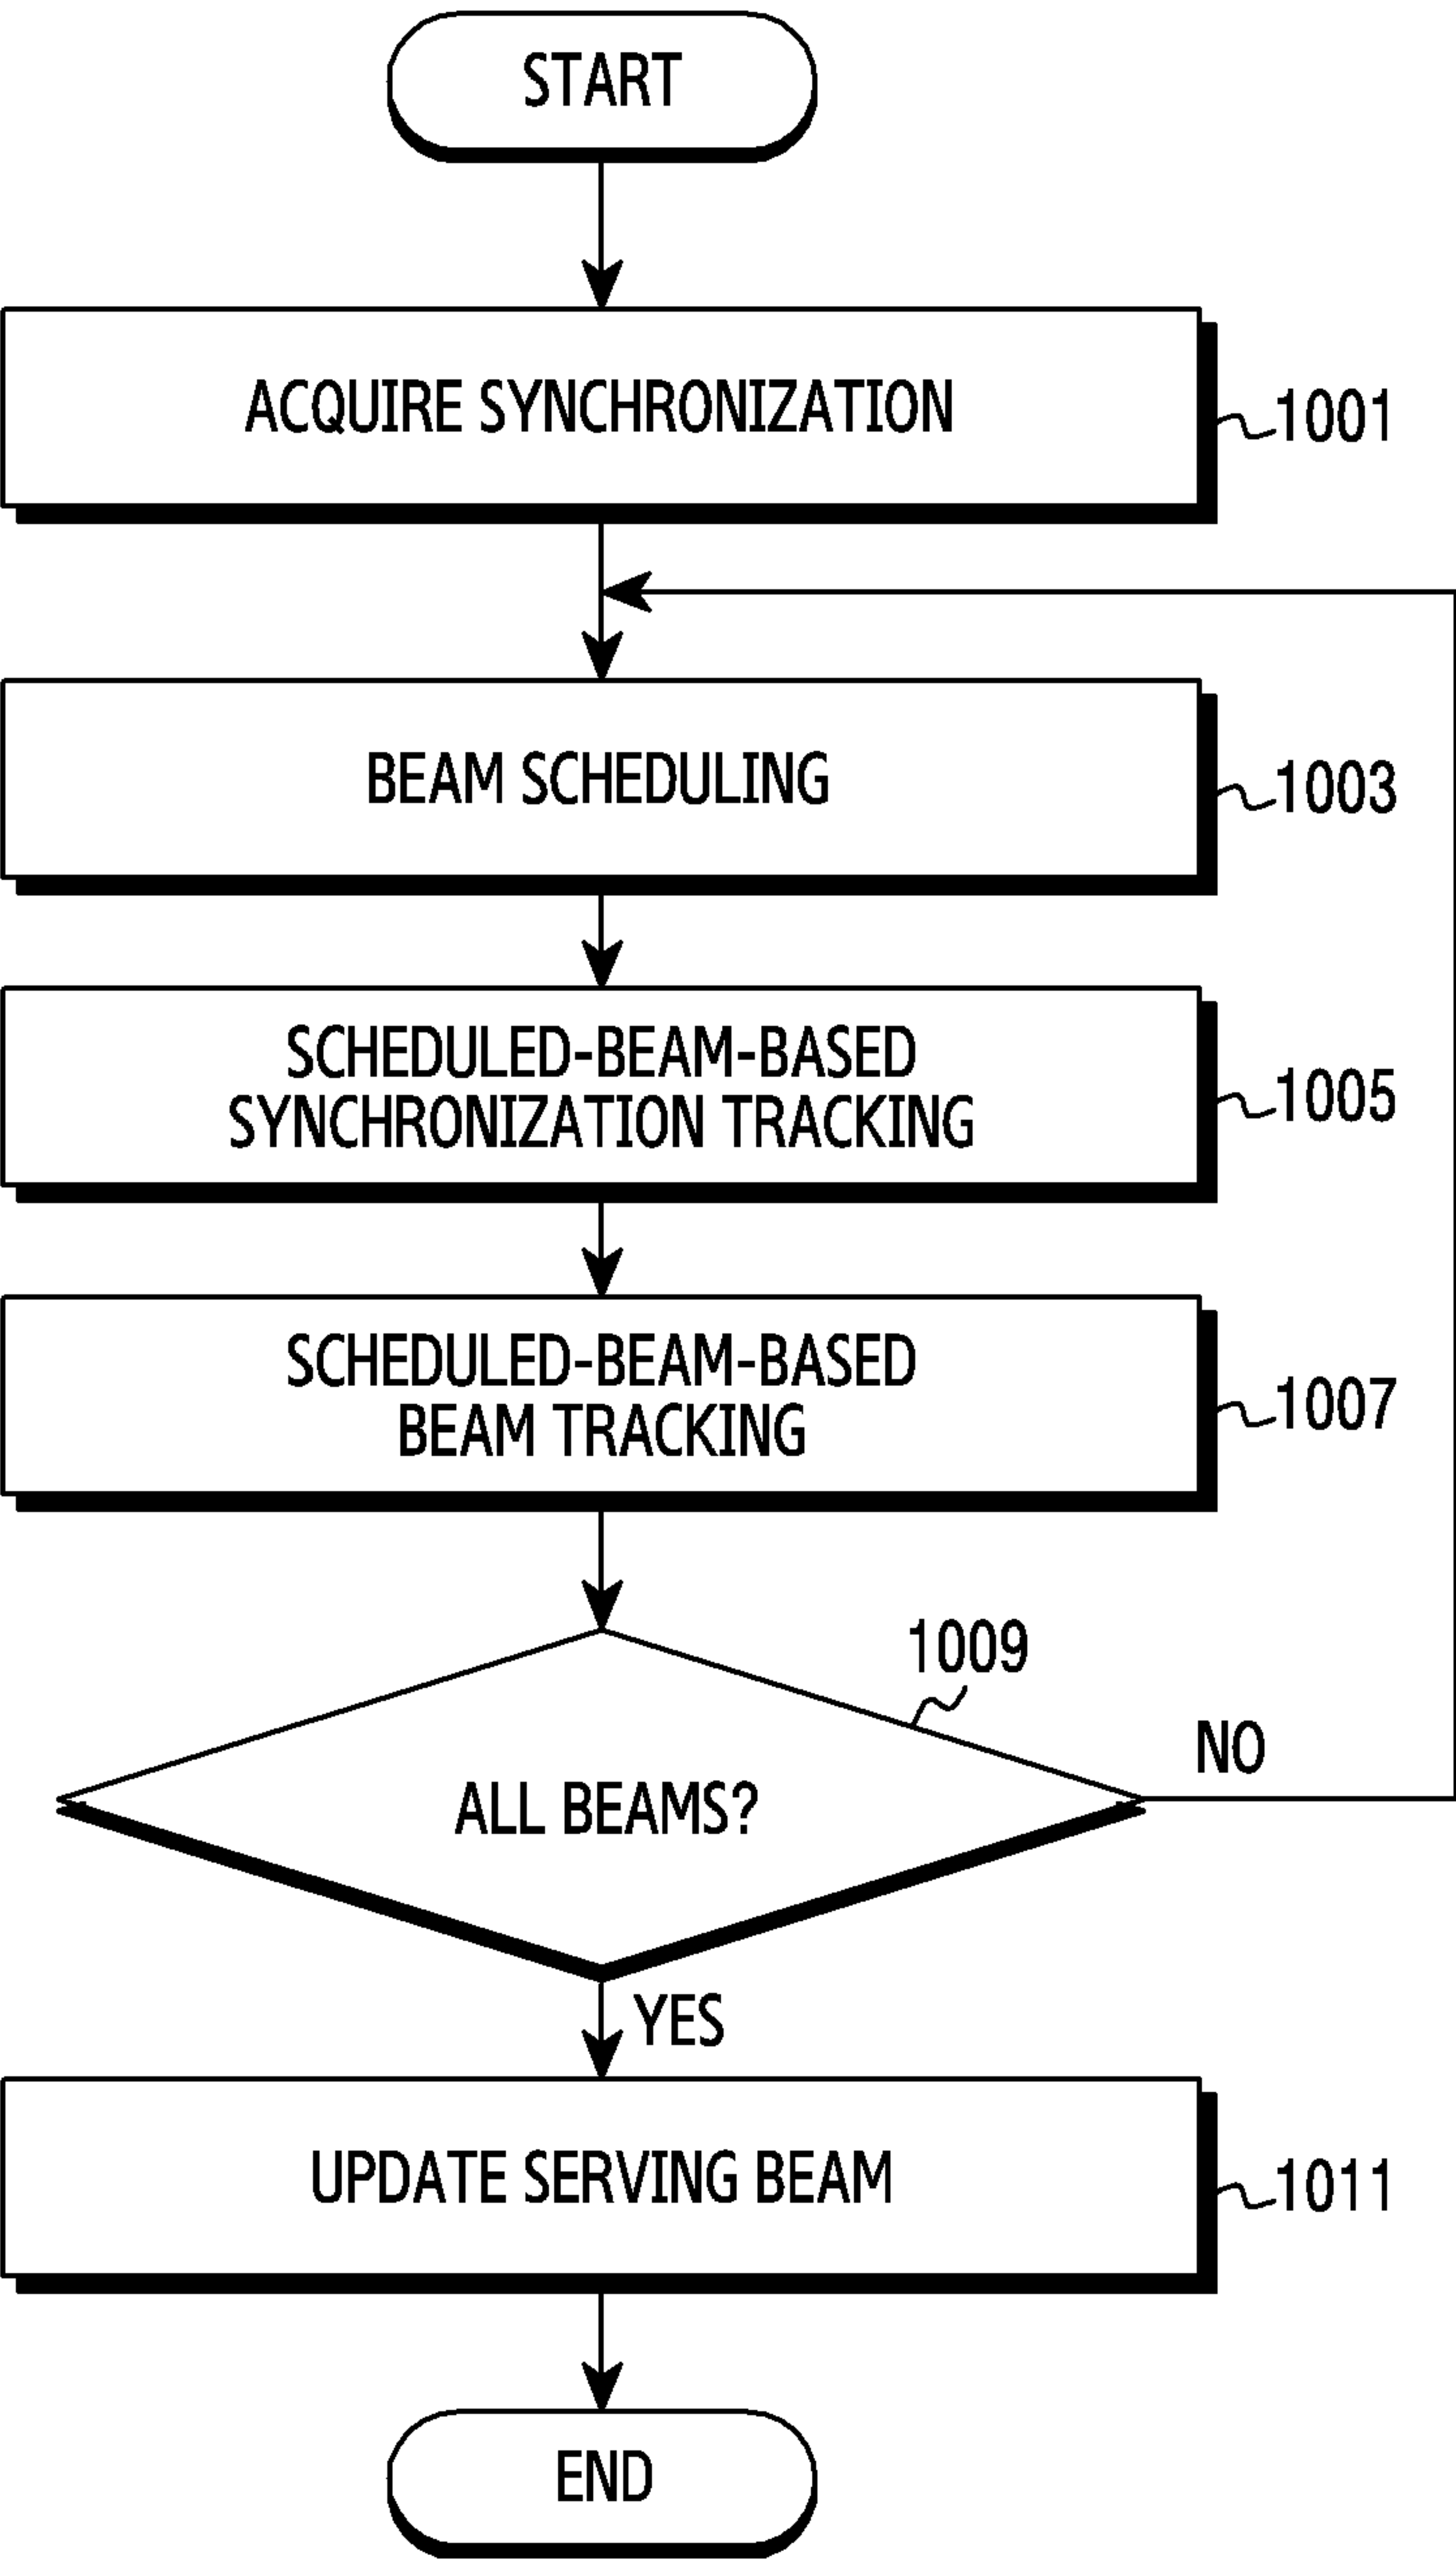 START
ACQUIRE SYNCHRONIZATION
1001
BEAM SCHEDULING
1003
SCHEDULED-BEAM-BASED
SYNCHRONIZATION TRACKING
1005
SCHEDULED-BEAM-BASED
BEAM TRACKING
1007
1009
NO
ALL BEAMS?
YES
UPDATE SERVING BEAM
1011
END